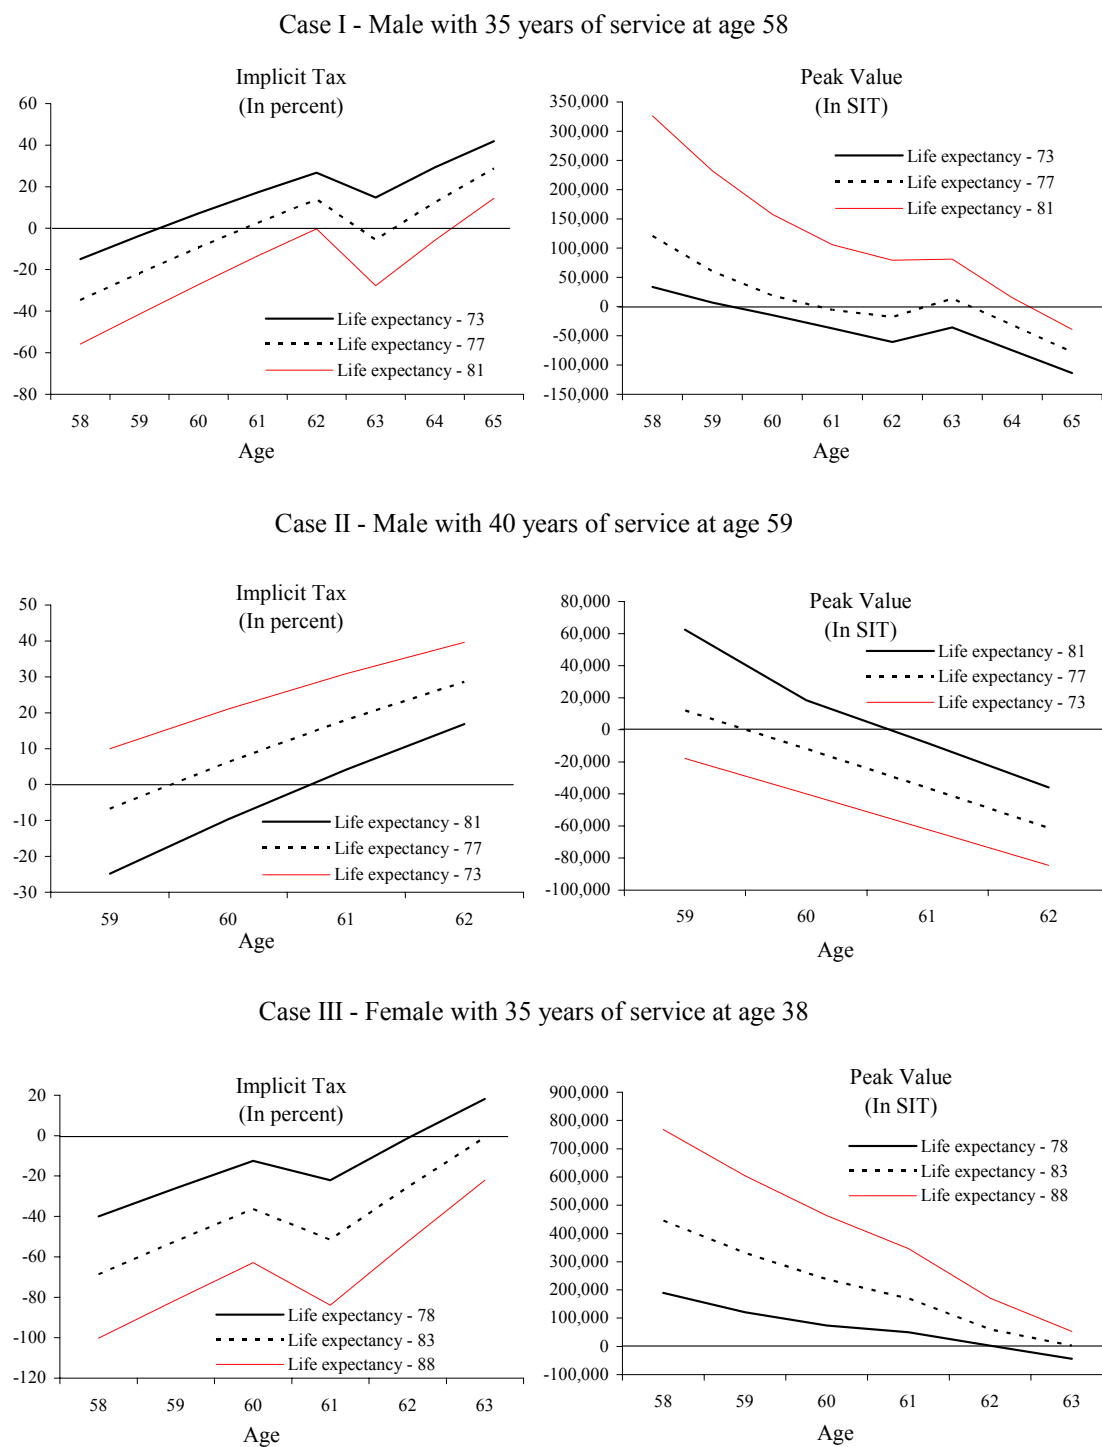 Case I - Male with 35 years of service at age 58
Implicit Tax
(In percent)
60
40
20
0
-20
-40
-60
-80
Life expectancy - 73
Life expectancy - 77
Life expectancy - 81
58 59 60 61 62 63 64 65
Age
Peak Value
(In SIT)
350,000
300,000
250,000
200,000
150,000
100,000
50,000
0
-50,000
-100,000
-150,000
Life expectancy - 73
Life expectancy - 77
Life expectancy - 81
58 59 60 61 62 63 64 65
Age
Case II - Male with 40 years of service at age 59
Implicit Tax
(In percent)
50
40
30
20
10
0
-10
-20
-30
Life expectancy - 81
Life expectancy - 77
Life expectancy - 73
59 60 61 62
Age
Peak Value
(In SIT)
80,000
60,000
40,000
20,000
0
-20,000
-40,000
-60,000
-80,000
-100,000
Life expectancy - 81
Life expectancy - 77
Life expectancy - 73
59 60 61 62
Age
Case III - Female with 35 years of service at age 38
Implicit Tax
(In percent)
20
0
-20
-40
-60
-80
-100
-120
Life expectancy - 78
Life expectancy - 83
Life expectancy - 88
58 59 60 61 62 63
Age
Peak Value
(In SIT)
900,000
800,000
700,000
600,000
500,000
400,000
300,000
200,000
100,000
0
-100,000
Life expectancy - 78
Life expectancy - 83
Life expectancy - 88
58 59 60 61 62 63
Age